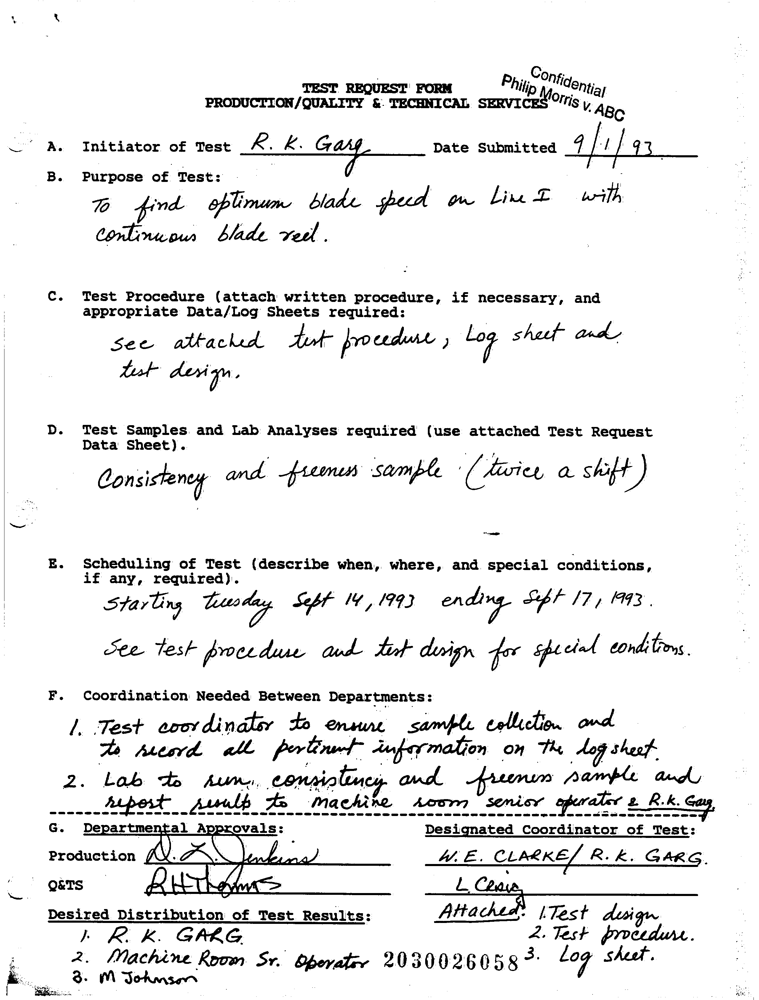 Confidential
Philip Morris v. ABC
TEST REQUEST FORM
PRODUCTION/QUALITY & TECHNICAL SERVICES
A. Initiator of Test R. K. Garg Date Submitted 9/1/93
B. Purpose of Test:
To find optimum blade speed on Line I with
continuous blade reel.
C. Test Procedure (attach written procedure, if necessary, and
appropriate Data/Log Sheets required:
See attached test procedure, Log sheet and
test design.
D. Test Samples and Lab Analyses required (use attached Test Request
Data Sheet).
Consistency and freeness sample (twice a shift)
E. Scheduling of Test (describe when, where, and special conditions,
if any, required).
Starting tuesday Sept 14, 1993 ending Sept 17, 1993.
See test procedure and test design for special conditions.
F. Coordination Needed Between Departments:
1. Test coordinator to ensure sample collection and
to record all pertinent information on the log sheet.
2. Lab to run consistency and freeness sample and
report results to machine room senior operator & R.K. Garg
G. Departmental Approvals: Designated Coordinator of Test:
Production D. L. Jenkins W. E. CLARKE/ R. K. GARG.
Q&TS RHThomas L Craig
Desired Distribution of Test Results: Attached: 1. Test design
1. R. K. GARG 2. Test procedure.
2. Machine Room Sr. Operator 2030026058 3. Log sheet.
3. M Johnson